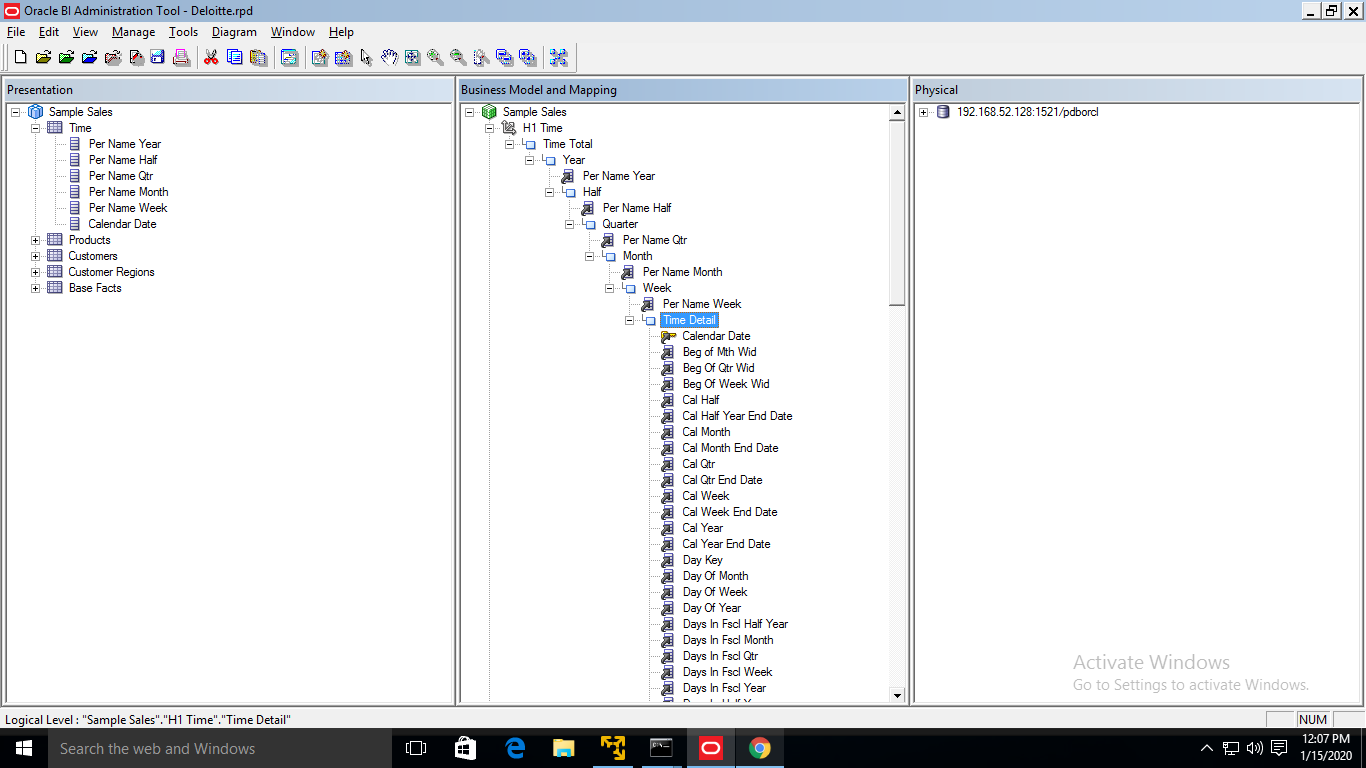 Oracle BI Administration Tool - Deloitte.rpd
File Edit View Manage Tools Diagram Window Help
Presentation
Sample Sales
Time
Per Name Year
Per Name Half
Per Name Qtr
Per Name Month
Per Name Week
Calendar Date
Products
Customers
Customer Regions
Base Facts
Business Model and Mapping
Sample Sales
H1 Time
Time Total
Year
Per Name Year
Half
Per Name Half
Quarter
Per Name Qtr
Month
Per Name Month
Week
Per Name Week
Time Detail
Calendar Date
Beg of Mth Wid
Beg Of Qtr Wid
Beg Of Week Wid
Cal Half
Cal Half Year End Date
Cal Month
Cal Month End Date
Cal Qtr
Cal Qtr End Date
Cal Week
Cal Week End Date
Cal Year
Cal Year End Date
Day Key
Day Of Month
Day Of Week
Day Of Year
Days In Fscl Half Year
Days In Fscl Month
Days In Fscl Qtr
Days In Fscl Week
Days In Fscl Year
Physical
192.168.52.128:1521/pdborcl
Activate Windows
Go to Settings to activate Windows.
Logical Level : "Sample Sales"."H1 Time"."Time Detail"
NUM
Search the web and Windows
12:07 PM
1/15/2020